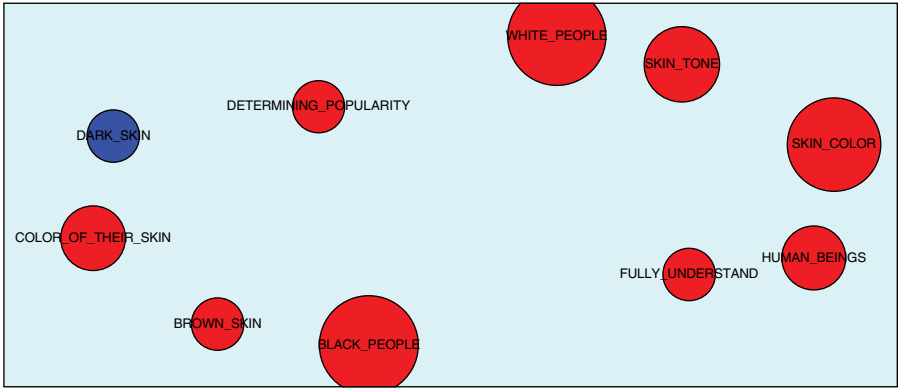 WHITE_PEOPLE
SKIN_TONE
DETERMINING_POPULARITY
DARK_SKIN
SKIN_COLOR
COLOR_OF_THEIR_SKIN
HUMAN_BEINGS
FULLY_UNDERSTAND
BROWN_SKIN
BLACK_PEOPLE